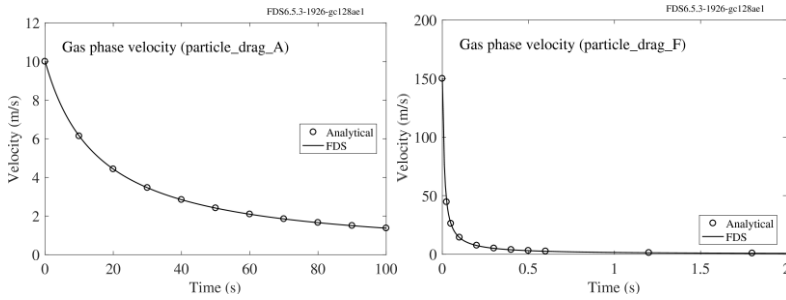 FDS6.5.3-1926-gc128ae1
Gas phase velocity (particle_drag_A)
12
10
8
6
4
2
0
Velocity (m/s)
Analytical
FDS
0 20 40 60 80 100
Time (s)
FDS6.5.3-1926-gc128ae1
Gas phase velocity (particle_drag_F)
200
150
100
50
0
Velocity (m/s)
Analytical
FDS
0 0.5 1 1.5 2
Time (s)